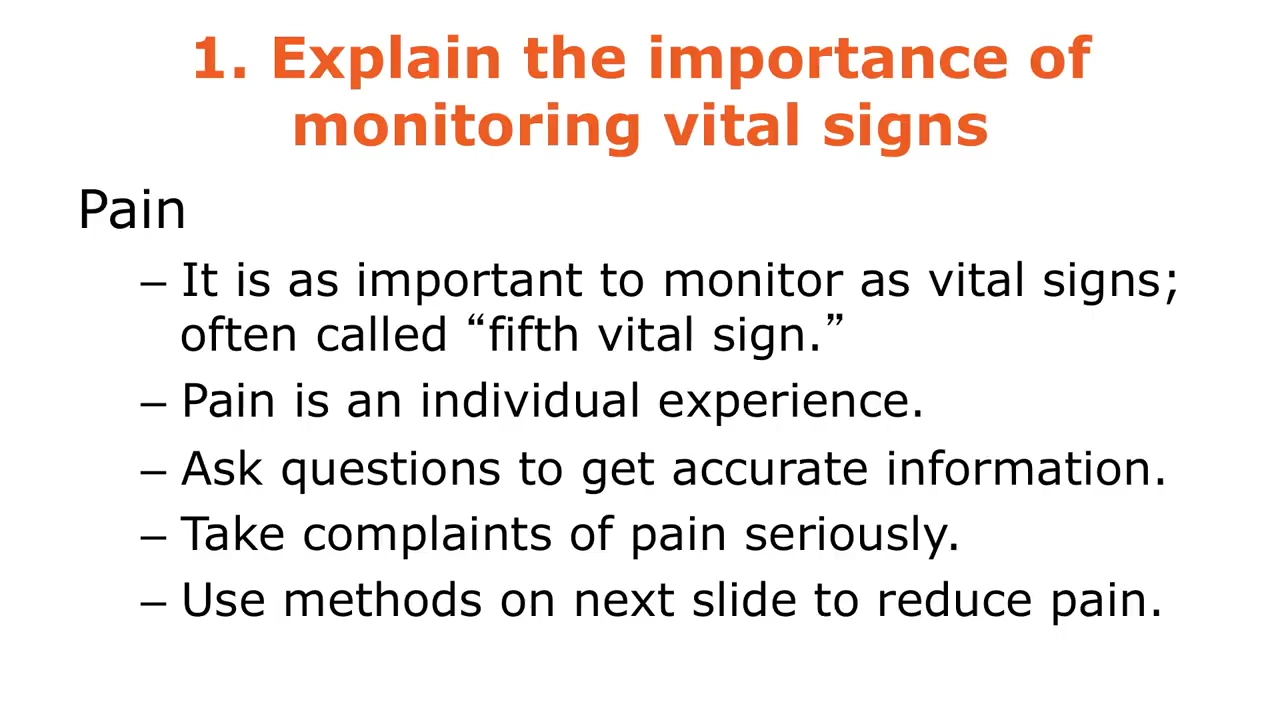 1. Explain the importance of
monitoring vital signs
Pain
– It is as important to monitor as vital signs;
often called “fifth vital sign.”
– Pain is an individual experience.
– Ask questions to get accurate information.
– Take complaints of pain seriously.
– Use methods on next slide to reduce pain.